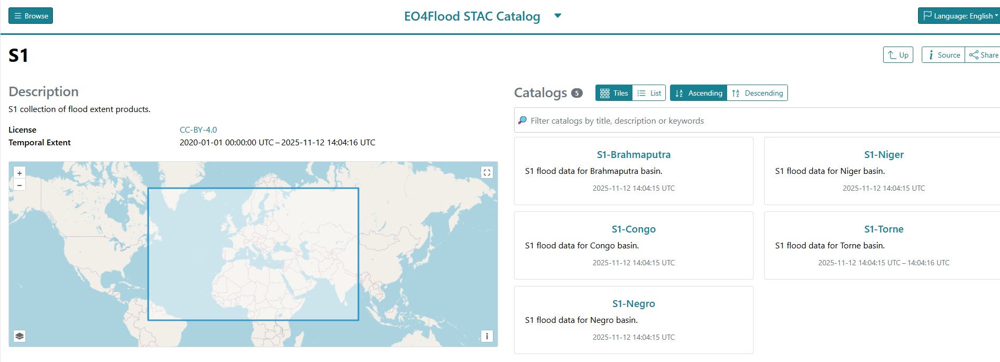 Browse
EO4Flood STAC Catalog
Language: English
S1
Up
Source
Share
Description
S1 collection of flood extent products.
License CC-BY-4.0
Temporal Extent 2020-01-01 00:00:00 UTC – 2025-11-12 14:04:16 UTC
+
−
i
Catalogs 5
Tiles
List
Ascending
Descending
Filter catalogs by title, description or keywords
S1-Brahmaputra
S1 flood data for Brahmaputra basin.
2025-11-12 14:04:15 UTC
S1-Niger
S1 flood data for Niger basin.
2025-11-12 14:04:15 UTC
S1-Congo
S1 flood data for Congo basin.
2025-11-12 14:04:15 UTC
S1-Torne
S1 flood data for Torne basin.
2025-11-12 14:04:15 UTC – 14:04:16 UTC
S1-Negro
S1 flood data for Negro basin.
2025-11-12 14:04:15 UTC